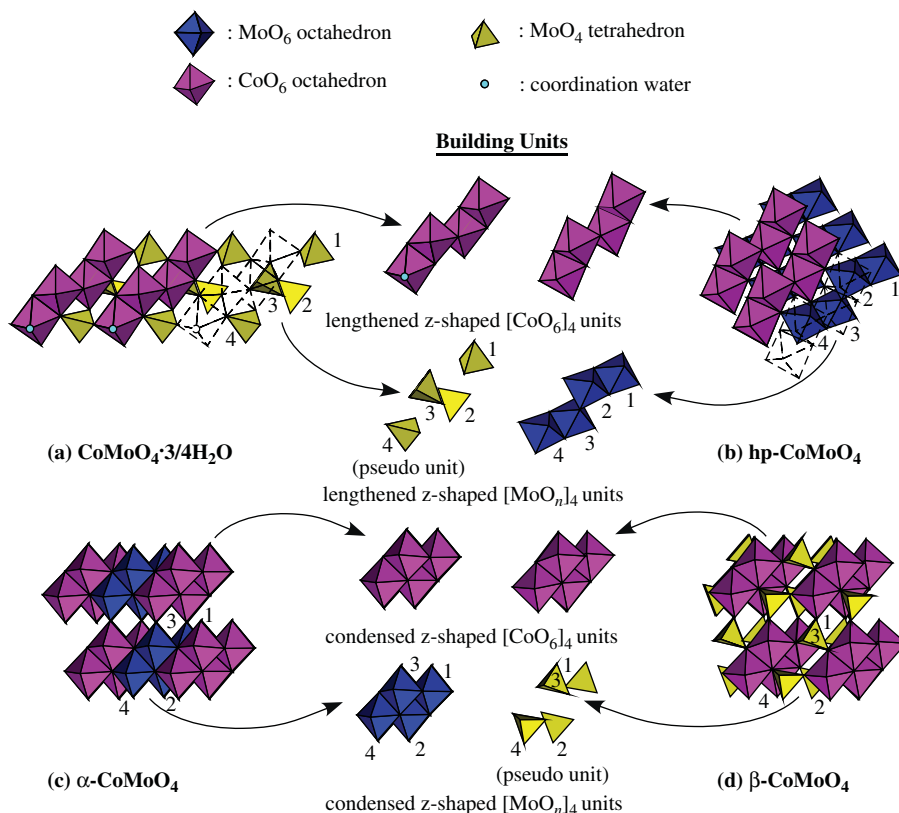 : MoO₆ octahedron
: MoO₄ tetrahedron
: CoO₆ octahedron
: coordination water
Building Units
1
3
2
4
1
2
3
4
lengthened z-shaped [CoO₆]₄ units
1
3
2
4
(pseudo unit)
1
2
3
4
(a) CoMoO₄·3/4H₂O
(b) hp-CoMoO₄
lengthened z-shaped [MoOₙ]₄ units
3
1
4
2
1
3
4
2
condensed z-shaped [CoO₆]₄ units
3
1
4
2
1
3
4
2
(pseudo unit)
(c) α-CoMoO₄
(d) β-CoMoO₄
condensed z-shaped [MoOₙ]₄ units